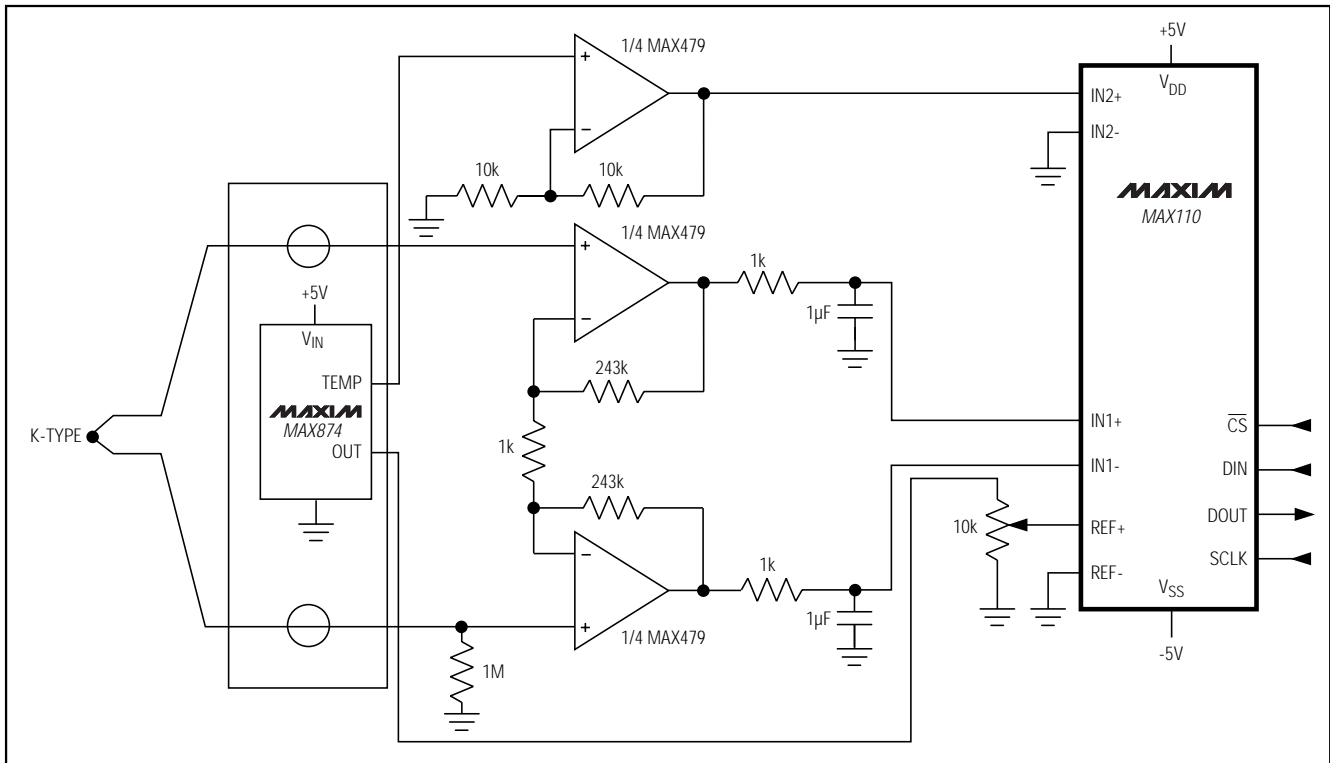 1/4 MAX479
+
−
10k
10k
+5V
VDD
IN2+
IN2-
MAXIM
MAX110
1/4 MAX479
+
−
1k
1µF
243k
+5V
VIN
TEMP
MAXIM
MAX874
OUT
K-TYPE
1k
243k
IN1+
IN1-
CS
DIN
DOUT
SCLK
10k
REF+
REF-
VSS
-5V
−
+
1/4 MAX479
1k
1µF
1M